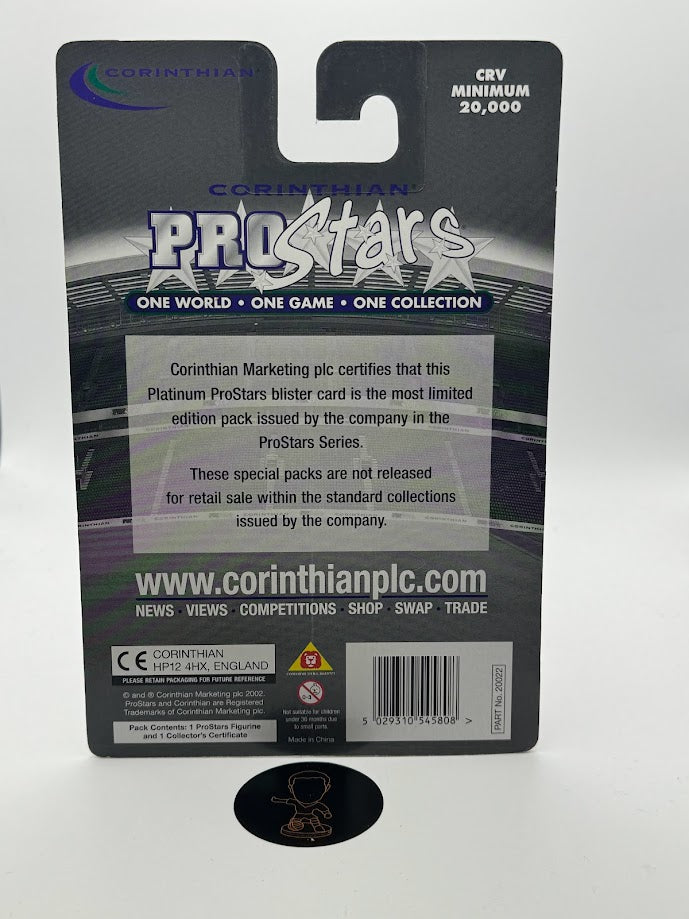 CORINTHIAN
CRV
MINIMUM
20,000
CORINTHIAN®
PROStars
ONE WORLD • ONE GAME • ONE COLLECTION
Corinthian Marketing plc certifies that this
Platinum ProStars blister card is the most limited
edition pack issued by the company in the
ProStars Series.
These special packs are not released
for retail sale within the standard collections
issued by the company.
www.corinthianplc.com
NEWS · VIEWS · COMPETITIONS · SHOP · SWAP · TRADE
CE CORINTHIAN
HP12 4HX, ENGLAND
PLEASE RETAIN PACKAGING FOR FUTURE REFERENCE
© and ® Corinthian Marketing plc 2002.
ProStars and Corinthian are Registered
Trademarks of Corinthian Marketing plc.
Pack Contents: 1 ProStars Figurine
and 1 Collector's Certificate
0-3
Not suitable for children
under 36 months due
to small parts.
Made in China
5 029310 545808 >
PART No. 20022